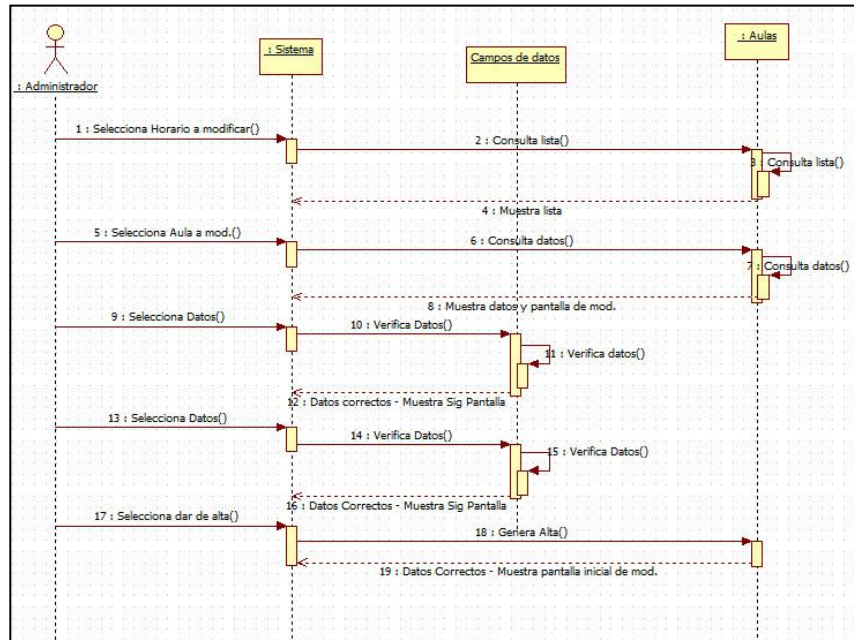 : Sistema
Campos de datos
: Aulas
: Administrador
1 : Selecciona Horario a modificar()
2 : Consulta lista()
3 : Consulta lista()
4 : Muestra lista
5 : Selecciona Aula a mod.()
6 : Consulta datos()
7 : Consulta datos()
8 : Muestra datos y pantalla de mod.
9 : Selecciona Datos()
10 : Verifica Datos()
11 : Verifica datos()
12 : Datos correctos - Muestra Sig Pantalla
13 : Selecciona Datos()
14 : Verifica Datos()
15 : Verifica Datos()
16 : Datos Correctos - Muestra Sig Pantalla
17 : Selecciona dar de alta()
18 : Genera Alta()
19 : Datos Correctos - Muestra pantalla inicial de mod.